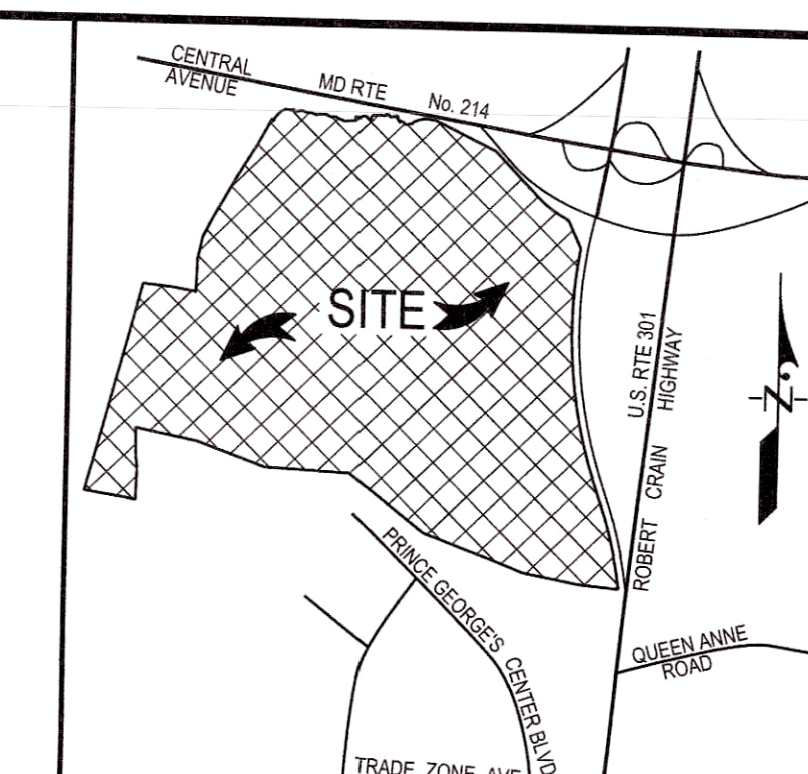 CENTRAL
AVENUE
MD RTE
No. 214
SITE
U.S. RTE 301
HIGHWAY
ROBERT CRAIN
N
PRINCE GEORGE'S CENTER BLVD
QUEEN ANNE
ROAD
TRADE ZONE AVE